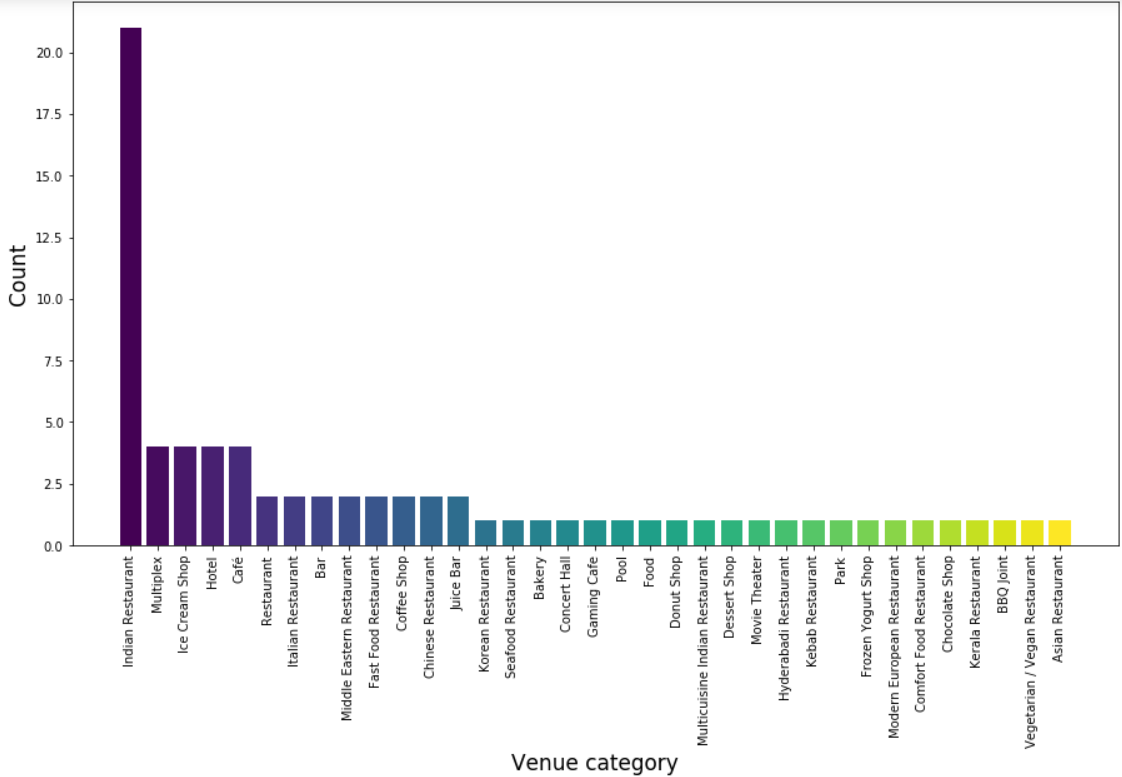 20.0
17.5
15.0
12.5
10.0
7.5
5.0
2.5
0.0
Count
Indian Restaurant
Multiplex
Ice Cream Shop
Hotel
Café
Restaurant
Italian Restaurant
Bar
Middle Eastern Restaurant
Fast Food Restaurant
Coffee Shop
Chinese Restaurant
Juice Bar
Korean Restaurant
Seafood Restaurant
Bakery
Concert Hall
Gaming Cafe
Pool
Food
Donut Shop
Multicuisine Indian Restaurant
Dessert Shop
Movie Theater
Hyderabadi Restaurant
Kebab Restaurant
Park
Frozen Yogurt Shop
Modern European Restaurant
Comfort Food Restaurant
Chocolate Shop
Kerala Restaurant
BBQ Joint
Vegetarian / Vegan Restaurant
Asian Restaurant
Venue category